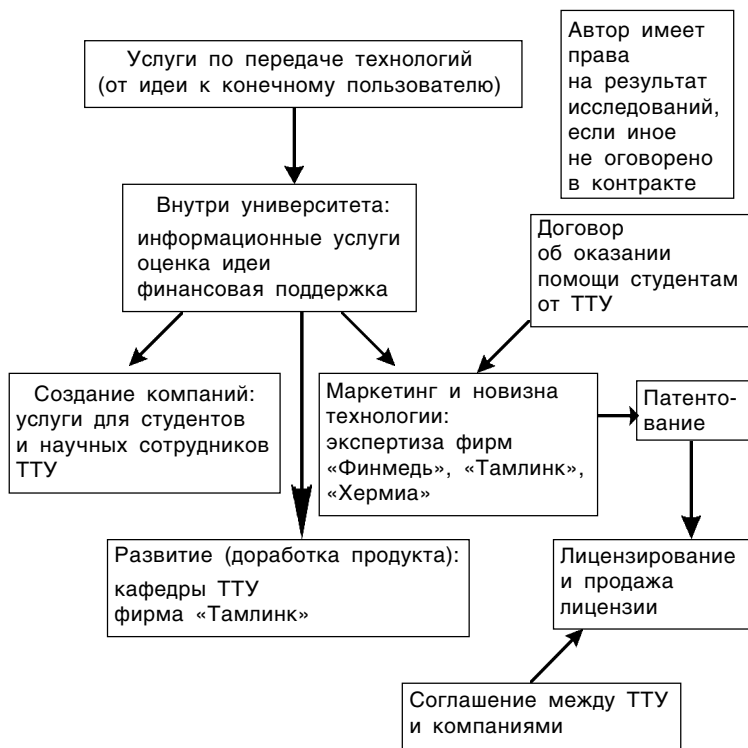 Услуги по передаче технологий
(от идеи к конечному пользователю)
Автор имеет
права
на результат
исследований,
если иное
не оговорено
в контракте
Внутри университета:
информационные услуги
оценка идеи
финансовая поддержка
Договор
об оказании
помощи студентам
от ТТУ
Создание компаний:
услуги для студентов
и научных сотрудников
ТТУ
Маркетинг и новизна
технологии:
экспертиза фирм
«Финмедь», «Тамлинк»,
«Хермиа»
Патенто-
вание
Развитие (доработка продукта):
кафедры ТТУ
фирма «Тамлинк»
Лицензирование
и продажа
лицензии
Соглашение между ТТУ
и компаниями